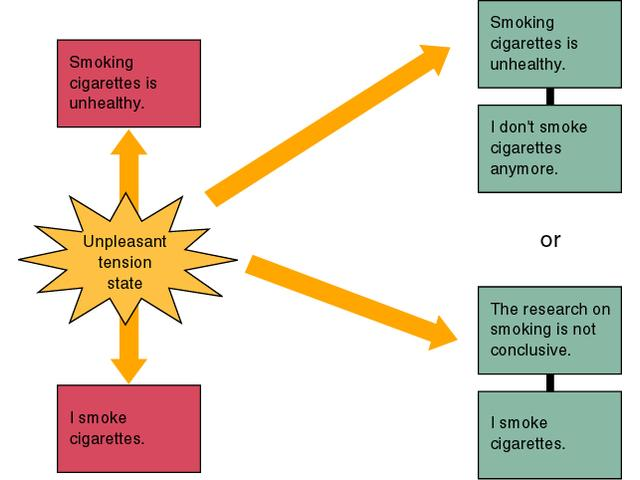 Smoking
cigarettes is
unhealthy.
Unpleasant
tension
state
I smoke
cigarettes.
Smoking
cigarettes is
unhealthy.
I don't smoke
cigarettes
anymore.
or
The research on
smoking is not
conclusive.
I smoke
cigarettes.